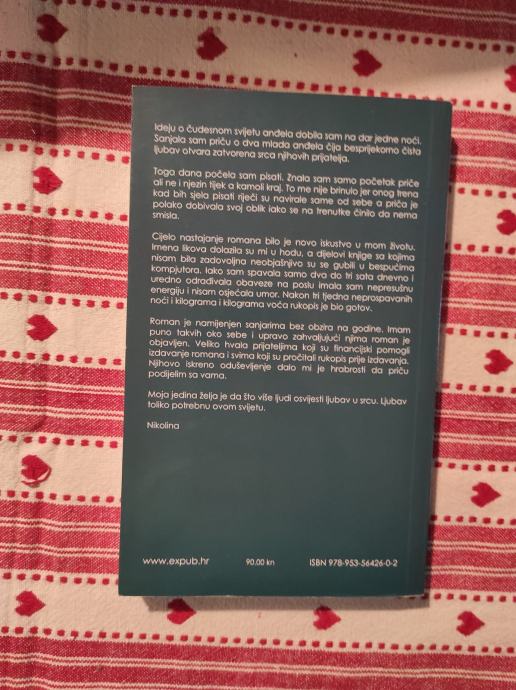 Ideju o čudesnom svijetu anđela dobila sam na dar jedne noći.
Sanjala sam priču o dva mlada anđela čija besprijekorno čista
ljubav otvara zatvorena srca njihovih prijatelja.
Toga dana počela sam pisati. Znala sam samo početak priče
ali ne i njezin tijek a kamoli kraj. To me nije brinulo jer onog trena
kad bih sjela pisati riječi su navirale same od sebe a priča je
polako dobivala svoj oblik iako se na trenutke činilo da nema
smisla.
Cijelo nastajanje romana bilo je novo iskustvo u mom životu.
Imena likova dolazila su mi u hodu, a dijelovi knjige sa kojima
nisam bila zadovoljna neobjašnjivo su se gubili u bespućima
kompjutora. Iako sam spavala samo dva do tri sata dnevno i
uredno odrađivala obaveze na poslu imala sam nepresušnu
energiju i nisam osjećala umor. Nakon tri tjedna neprospavanih
noći i kilograma i kilograma voća rukopis je bio gotov.
Roman je namijenjen sanjarima bez obzira na godine. Imam
puno takvih oko sebe i upravo zahvaljujući njima roman je
objavljen. Veliko hvala prijateljima koji su financijski pomogli
izdavanje romana i svima koji su pročitali rukopis prije izdavanja.
Njihovo iskreno oduševljenje dalo mi je hrabrosti da priču
podijelim sa vama.
Moja jedina želja je da što više ljudi osvijesti ljubav u srcu. Ljubav
toliko potrebnu ovom svijetu.
Nikolina
www.expub.hr 90.00 kn ISBN 978-953-56426-0-2